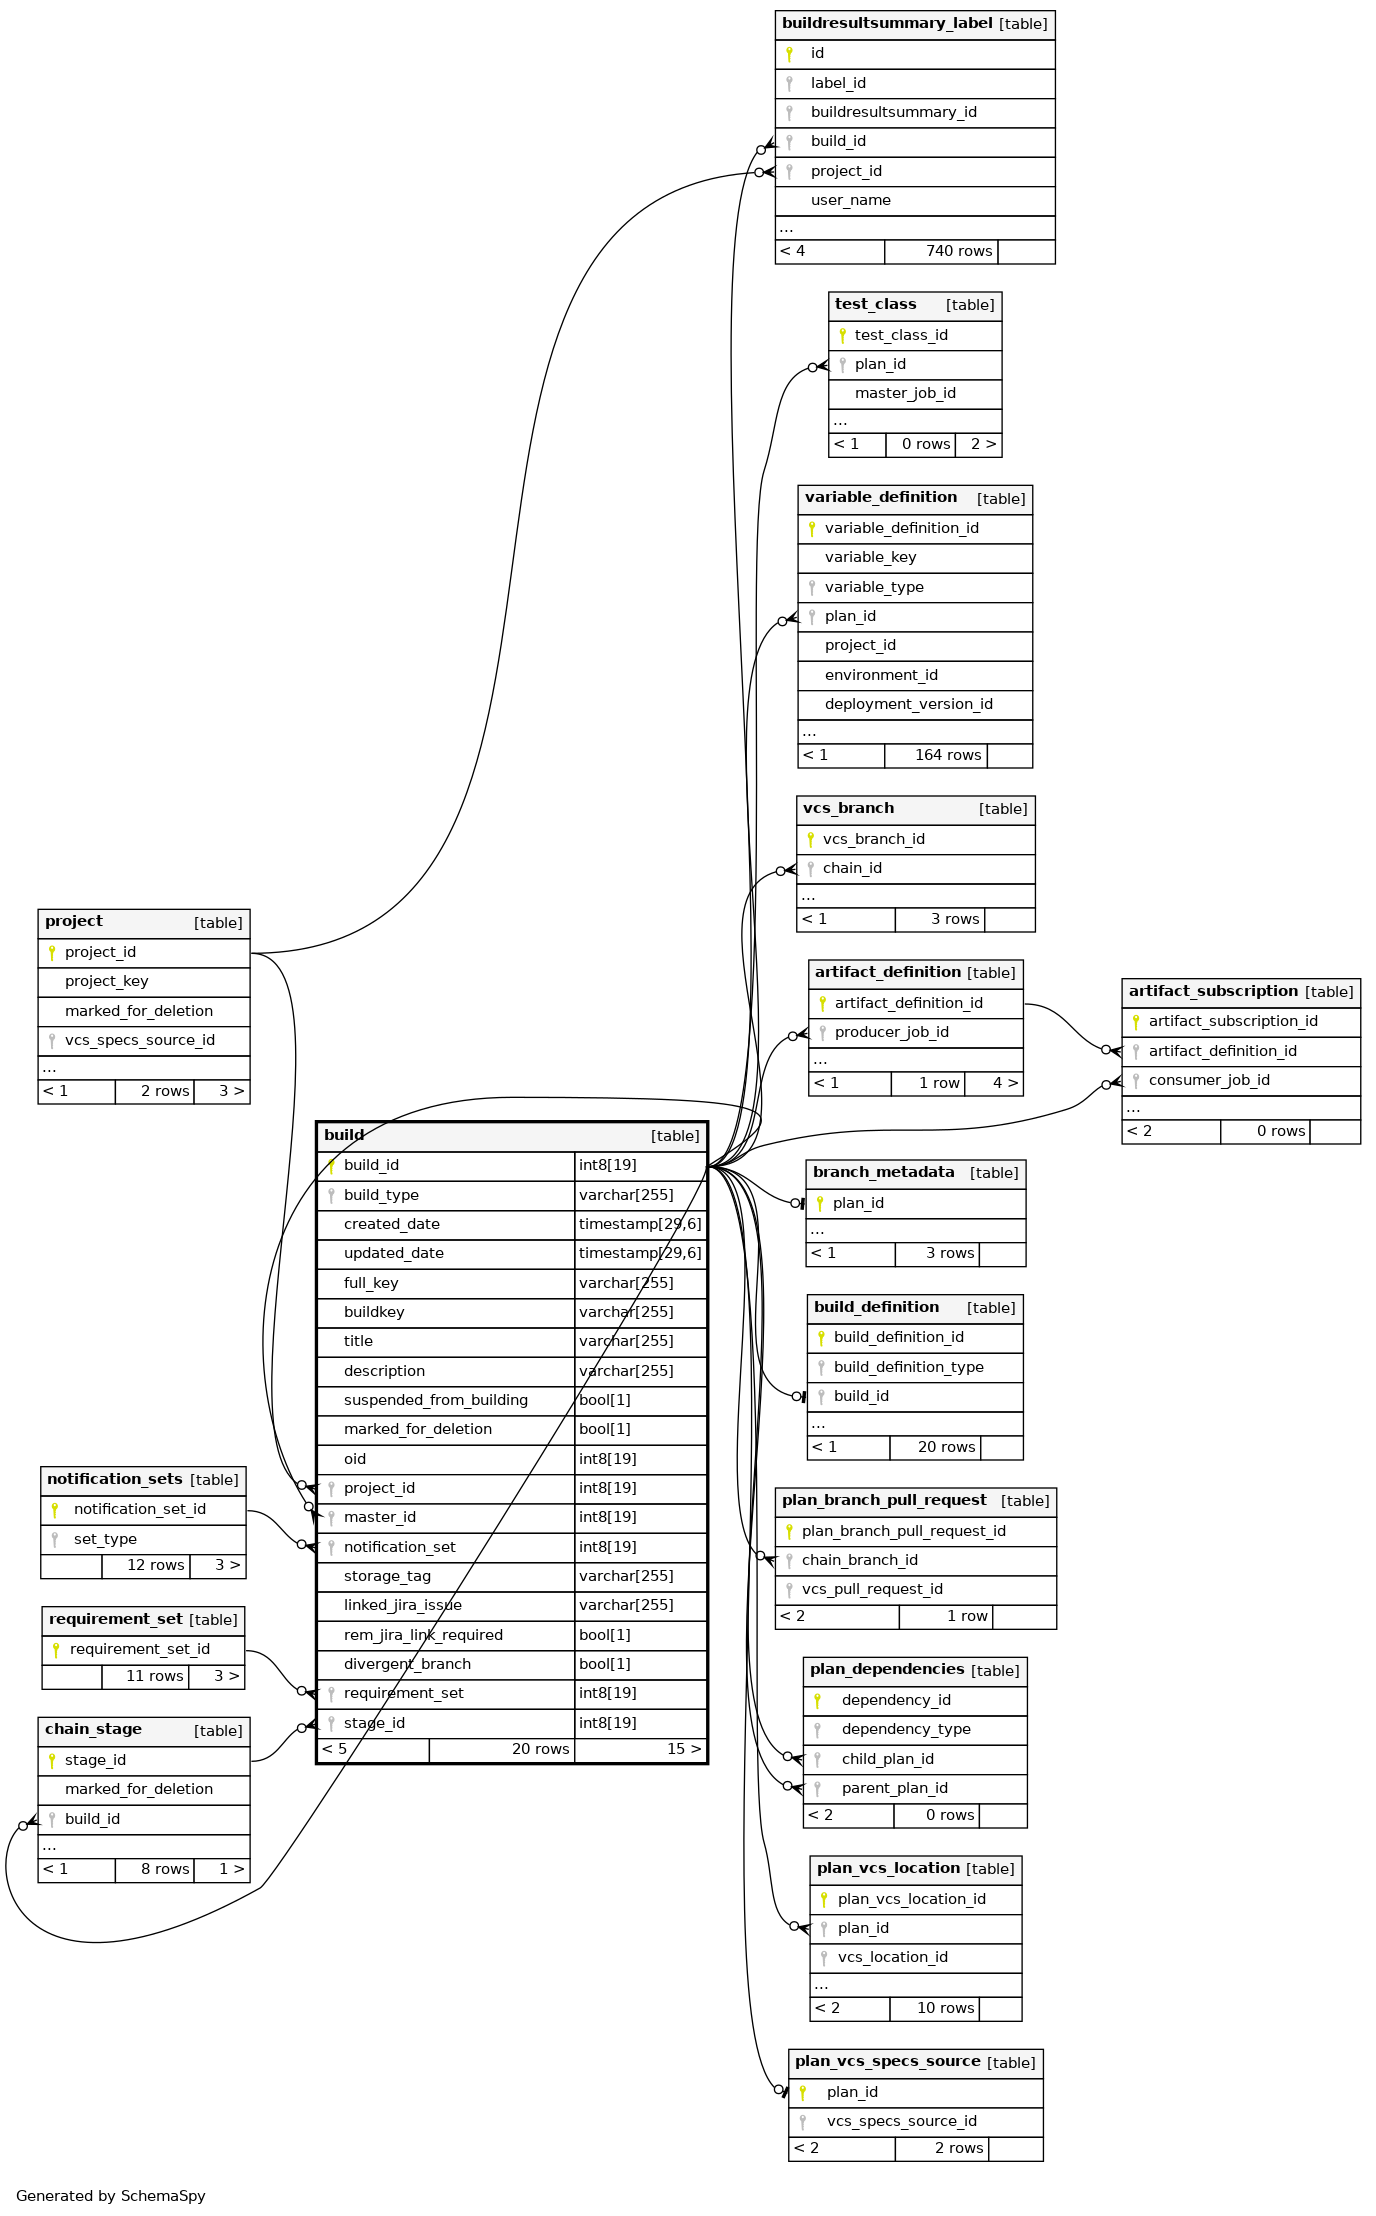 buildresultsummary_label [table]
id
label_id
buildresultsummary_id
build_id
project_id
user_name
...
< 4 740 rows
test_class [table]
test_class_id
plan_id
master_job_id
...
< 1 0 rows 2 >
variable_definition [table]
variable_definition_id
variable_key
variable_type
plan_id
project_id
environment_id
deployment_version_id
...
< 1 164 rows
vcs_branch [table]
vcs_branch_id
chain_id
...
< 1 3 rows
project [table]
project_id
project_key
marked_for_deletion
vcs_specs_source_id
...
< 1 2 rows 3 >
artifact_definition [table]
artifact_definition_id
producer_job_id
...
< 1 1 row 4 >
artifact_subscription [table]
artifact_subscription_id
artifact_definition_id
consumer_job_id
...
< 2 0 rows
build [table]
build_id int8[19]
build_type varchar[255]
created_date timestamp[29,6]
updated_date timestamp[29,6]
full_key varchar[255]
buildkey varchar[255]
title varchar[255]
description varchar[255]
suspended_from_building bool[1]
marked_for_deletion bool[1]
oid int8[19]
project_id int8[19]
master_id int8[19]
notification_set int8[19]
storage_tag varchar[255]
linked_jira_issue varchar[255]
rem_jira_link_required bool[1]
divergent_branch bool[1]
requirement_set int8[19]
stage_id int8[19]
< 5 20 rows 15 >
branch_metadata [table]
plan_id
...
< 1 3 rows
build_definition [table]
build_definition_id
build_definition_type
build_id
...
< 1 20 rows
notification_sets [table]
notification_set_id
set_type
12 rows 3 >
plan_branch_pull_request [table]
plan_branch_pull_request_id
chain_branch_id
vcs_pull_request_id
< 2 1 row
requirement_set [table]
requirement_set_id
11 rows 3 >
plan_dependencies [table]
dependency_id
dependency_type
child_plan_id
parent_plan_id
< 2 0 rows
chain_stage [table]
stage_id
marked_for_deletion
build_id
...
< 1 8 rows 1 >
plan_vcs_location [table]
plan_vcs_location_id
plan_id
vcs_location_id
...
< 2 10 rows
plan_vcs_specs_source [table]
plan_id
vcs_specs_source_id
< 2 2 rows
Generated by SchemaSpy